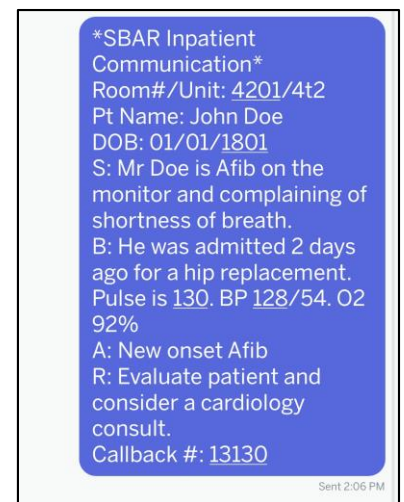 *SBAR Inpatient
Communication*
Room#/Unit: 4201/4t2
Pt Name: John Doe
DOB: 01/01/1801
S: Mr Doe is Afib on the
monitor and complaining of
shortness of breath.
B: He was admitted 2 days
ago for a hip replacement.
Pulse is 130. BP 128/54. O2
92%
A: New onset Afib
R: Evaluate patient and
consider a cardiology
consult.
Callback #: 13130
Sent 2:06 PM